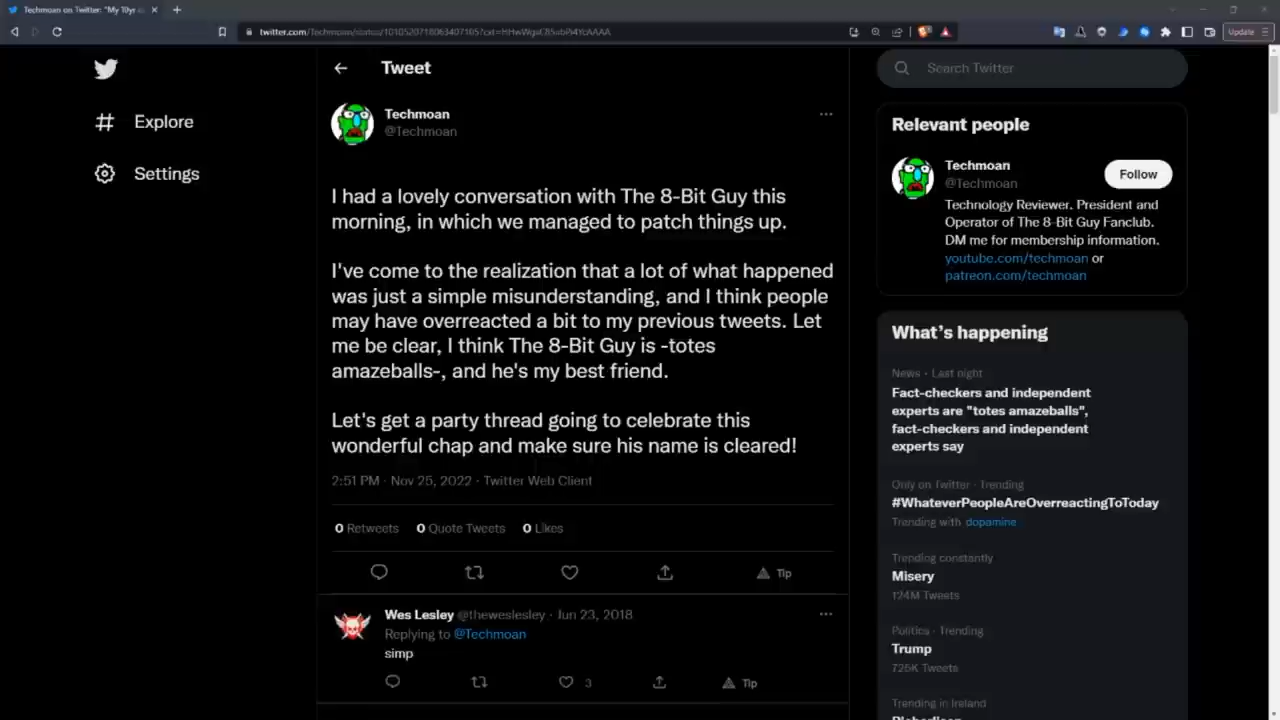 Techmoan on Twitter: "My 10yr
Update
Tweet
Search Twitter
Explore
Settings
Techmoan
@Techmoan
I had a lovely conversation with The 8-Bit Guy this
morning, in which we managed to patch things up.
I've come to the realization that a lot of what happened
was just a simple misunderstanding, and I think people
may have overreacted a bit to my previous tweets. Let
me be clear, I think The 8-Bit Guy is -totes
amazeballs-, and he's my best friend.
Let's get a party thread going to celebrate this
wonderful chap and make sure his name is cleared!
2:51 PM · Nov 25, 2022 · Twitter Web Client
0 Retweets 0 Quote Tweets 0 Likes
Tip
Wes Lesley @theweslesley · Jun 23, 2018
Replying to @Techmoan
simp
3
Tip
Relevant people
Techmoan
@Techmoan
Follow
Technology Reviewer. President and
Operator of The 8-Bit Guy Fanclub.
DM me for membership information.
youtube.com/techmoan or
patreon.com/techmoan
What's happening
News · Last night
Fact-checkers and independent
experts are "totes amazeballs",
fact-checkers and independent
experts say
Only on Twitter · Trending
#WhateverPeopleAreOverreactingToToday
Trending with dopamine
Trending constantly
Misery
124M Tweets
Politics · Trending
Trump
725K Tweets
Trending in Ireland